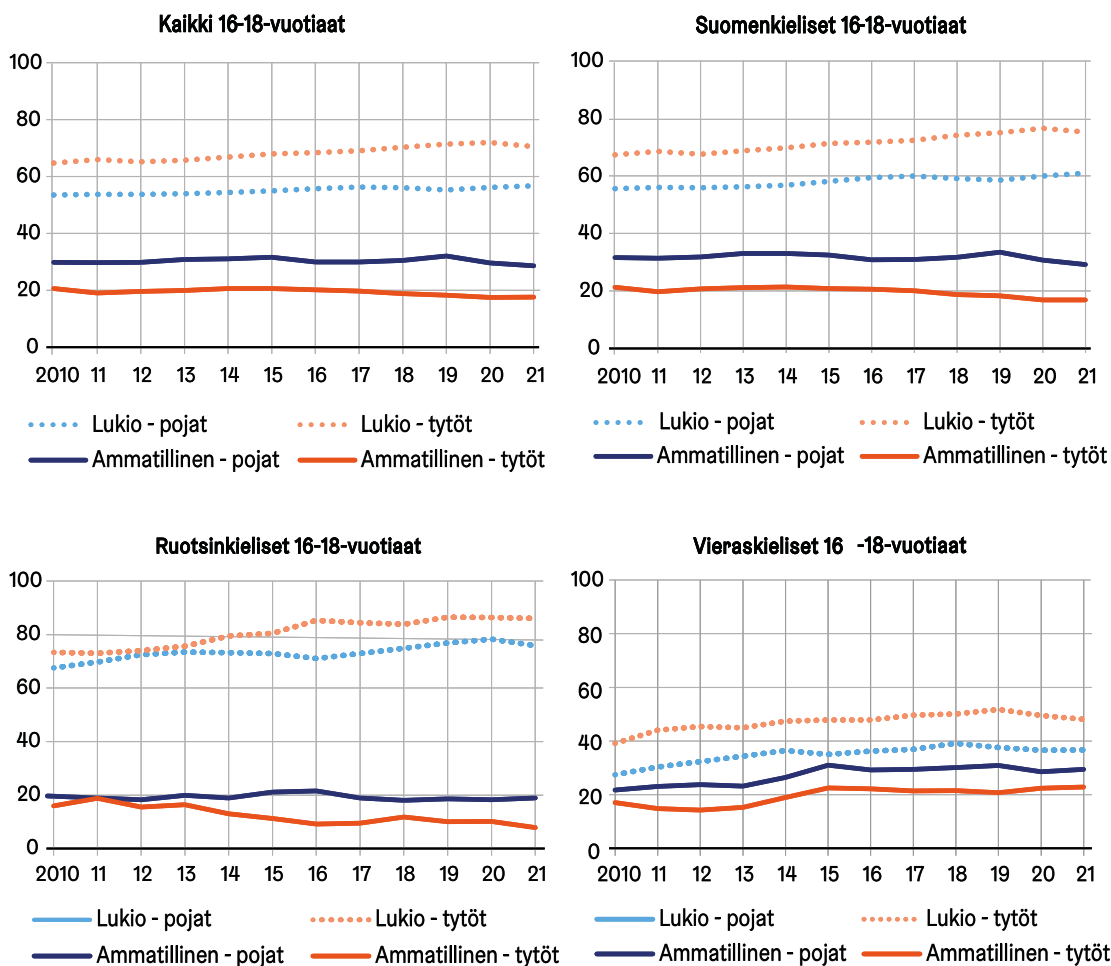 Kaikki 16-18-vuotiaat
100
80
60
40
20
0
2010 11 12 13 14 15 16 17 18 19 20 21
Lukio - pojat Lukio - tytöt
Ammatillinen - pojat Ammatillinen - tytöt
Suomenkieliset 16-18-vuotiaat
100
80
60
40
20
0
2010 11 12 13 14 15 16 17 18 19 20 21
Lukio - pojat Lukio - tytöt
Ammatillinen - pojat Ammatillinen - tytöt
Ruotsinkieliset 16-18-vuotiaat
100
80
60
40
20
0
2010 11 12 13 14 15 16 17 18 19 20 21
Lukio - pojat Lukio - tytöt
Ammatillinen - pojat Ammatillinen - tytöt
Vieraskieliset 16 -18-vuotiaat
100
80
60
40
20
0
2010 11 12 13 14 15 16 17 18 19 20 21
Lukio - pojat Lukio - tytöt
Ammatillinen - pojat Ammatillinen - tytöt